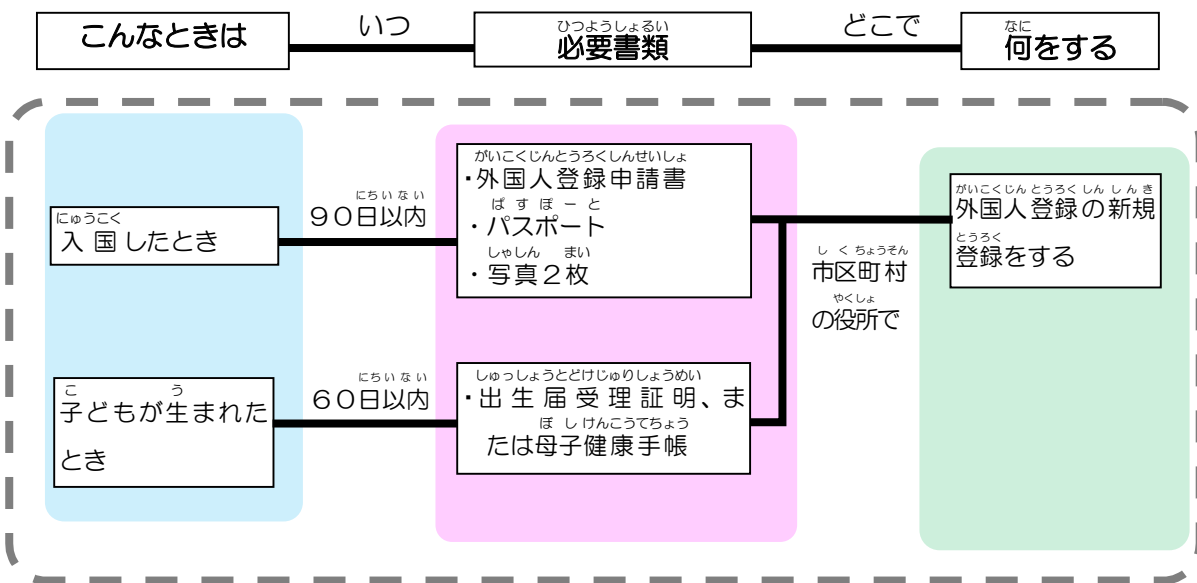 こんなときは
いつ
ひつようしょるい
必要書類
どこで
なに
何をする
にゅうこく
入国したとき
にちいない
90日以内
がいこくじんとうろくしんせいしょ
・外国人登録申請書
ぱすぽーと
・パスポート
しゃしん まい
・写真2枚
しくちょうそん
市区町村
やくしょ
の役所で
がいこくじんとうろくしんしんき
外国人登録の新規
とうろく
登録をする
こ う
子どもが生まれた
とき
にちいない
60日以内
しゅっしょうとどけじゅりしょうめい
・出生届受理証明、ま
ぼしけんこうてちょう
たは母子健康手帳